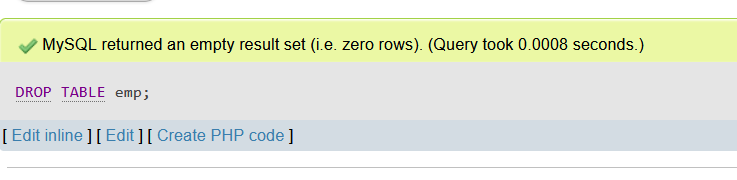 MySQL returned an empty result set (i.e. zero rows). (Query took 0.0008 seconds.)
DROP TABLE emp;
[ Edit inline ] [ Edit ] [ Create PHP code ]